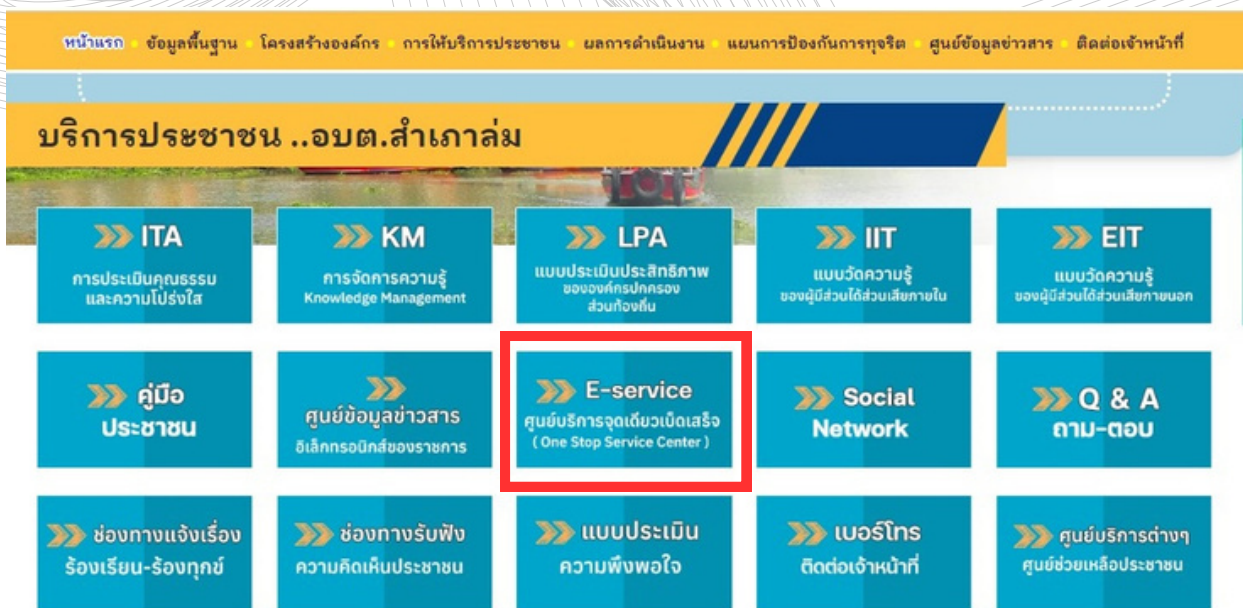 หน้าแรก ข้อมูลพื้นฐาน โครงสร้างองค์กร การให้บริการประชาชน ผลการดำเนินงาน แผนการป้องกันการทุจริต ศูนย์ข้อมูลข่าวสาร ติดต่อเจ้าหน้าที่
บริการประชาชน ..อบต.สำเภาล่ม
ITA
การประเมินคุณธรรม
และความโปร่งใส
KM
การจัดการความรู้
Knowledge Management
LPA
แบบประเมินประสิทธิภาพ
ขององค์กรปกครอง
ส่วนท้องถิ่น
IIT
แบบวัดความรู้
ของผู้มีส่วนได้ส่วนเสียภายใน
EIT
แบบวัดความรู้
ของผู้มีส่วนได้ส่วนเสียภายนอก
คู่มือ
ประชาชน
ศูนย์ข้อมูลข่าวสาร
อิเล็กทรอนิกส์ของราชการ
E-service
ศูนย์บริการจุดเดียวเบ็ดเสร็จ
( One Stop Service Center )
Social
Network
Q & A
ถาม-ตอบ
ช่องทางแจ้งเรื่อง
ร้องเรียน-ร้องทุกข์
ช่องทางรับฟัง
ความคิดเห็นประชาชน
แบบประเมิน
ความพึงพอใจ
เบอร์โทร
ติดต่อเจ้าหน้าที่
ศูนย์บริการต่างๆ
ศูนย์ช่วยเหลือประชาชน